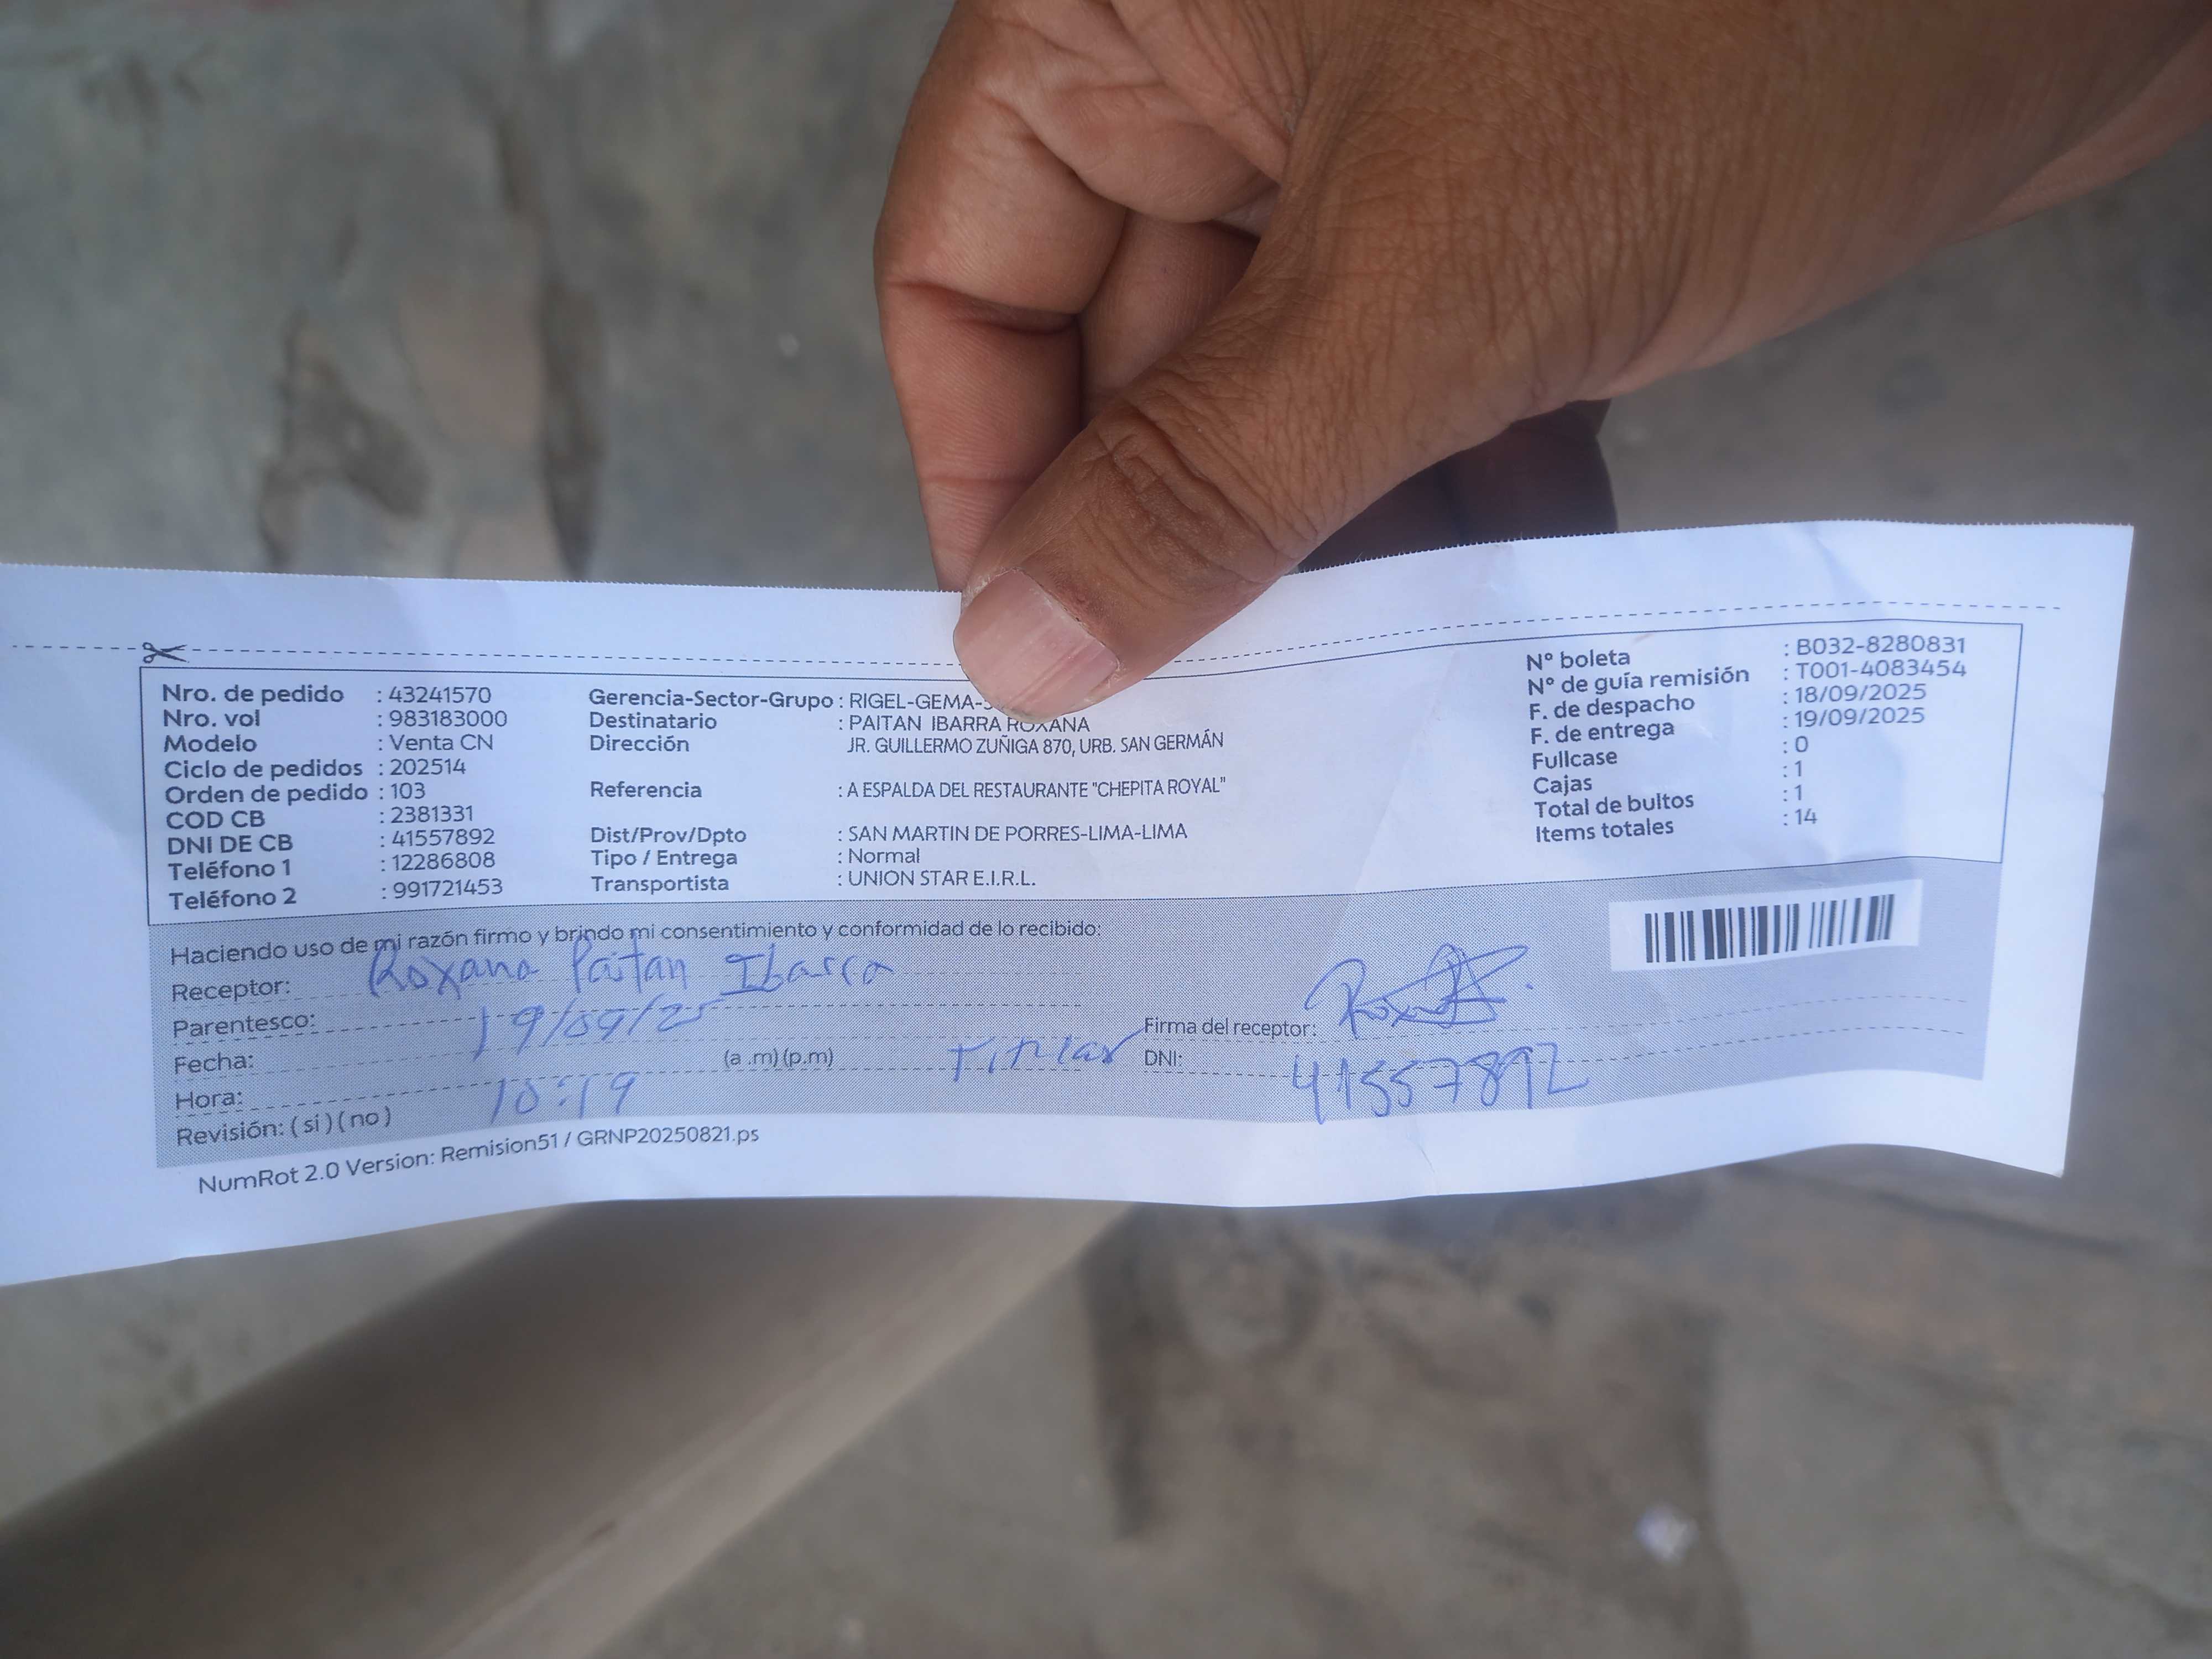 Nro. de pedido : 43241570
Nro. vol : 983183000
Modelo : Venta CN
Ciclo de pedidos : 202514
Orden de pedido : 103
COD CB : 2381331
DNI DE CB : 41557892
Teléfono 1 : 12286808
Teléfono 2 : 991721453
Gerencia-Sector-Grupo : RIGEL-GEMA-
Destinatario : PAITAN IBARRA ROXANA
Dirección JR. GUILLERMO ZUÑIGA 870, URB. SAN GERMÁN
Referencia : A ESPALDA DEL RESTAURANTE "CHEPITA ROYAL"
Dist/Prov/Dpto : SAN MARTIN DE PORRES-LIMA-LIMA
Tipo / Entrega : Normal
Transportista : UNION STAR E.I.R.L.
Nº boleta : B032-8280831
Nº de guía remisión : T001-4083454
F. de despacho : 18/09/2025
F. de entrega : 19/09/2025
Fullcase : 0
Cajas : 1
Total de bultos : 1
Items totales : 14
Haciendo uso de mi razón firmo y brindo mi consentimiento y conformidad de lo recibido:
Receptor: Roxana Paitan Ibarra
Parentesco:
Fecha: 19/09/25
(a .m) (p.m) Titular
Hora: 10:19
Revisión: ( si ) ( no )
Firma del receptor:
DNI: 41557892
NumRot 2.0 Version: Remision51 / GRNP20250821.ps